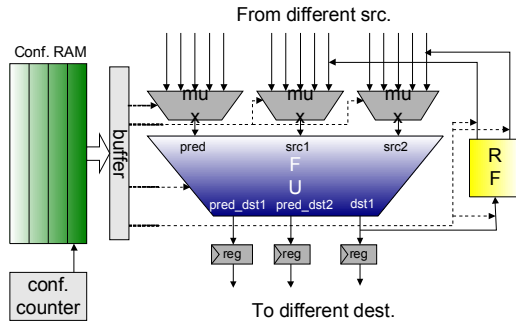 From different src.
Conf. RAM
mu
x
mu
x
mu
x
buffer
pred
src1
src2
F
U
R
F
pred_dst1
pred_dst2
dst1
reg
reg
reg
conf.
counter
To different dest.